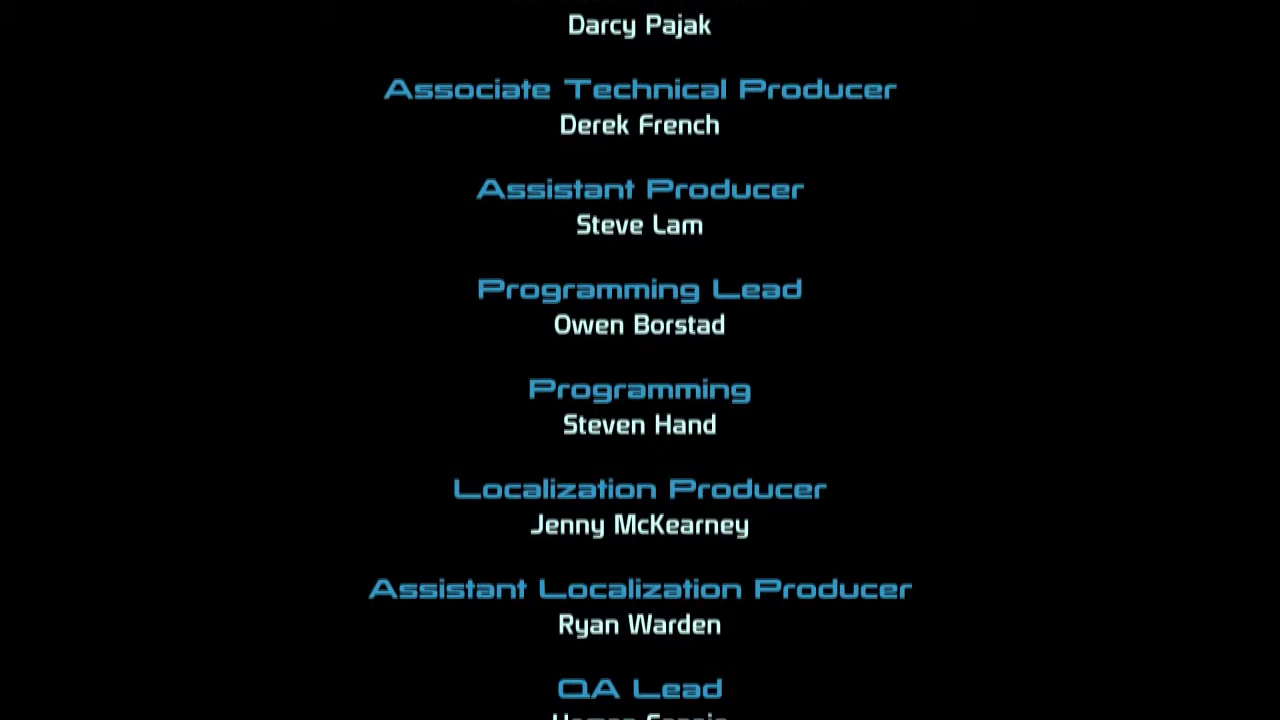 Darcy Pajak
Associate Technical Producer
Derek French
Assistant Producer
Steve Lam
Programming Lead
Owen Borstad
Programming
Steven Hand
Localization Producer
Jenny McKearney
Assistant Localization Producer
Ryan Warden
QA Lead